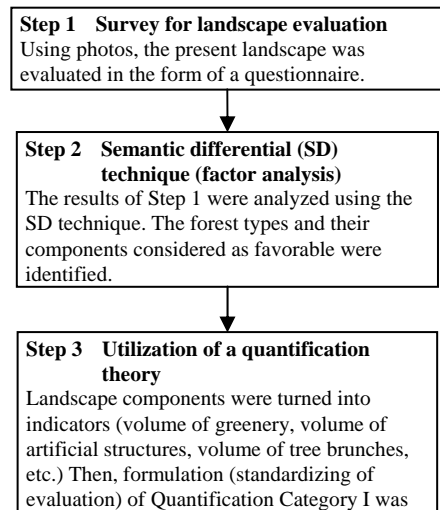 Step 1 Survey for landscape evaluation
Using photos, the present landscape was
evaluated in the form of a questionnaire.
Step 2 Semantic differential (SD)
technique (factor analysis)
The results of Step 1 were analyzed using the
SD technique. The forest types and their
components considered as favorable were
identified.
Step 3 Utilization of a quantification
theory
Landscape components were turned into
indicators (volume of greenery, volume of
artificial structures, volume of tree brunches,
etc.) Then, formulation (standardizing of
evaluation) of Quantification Category I was